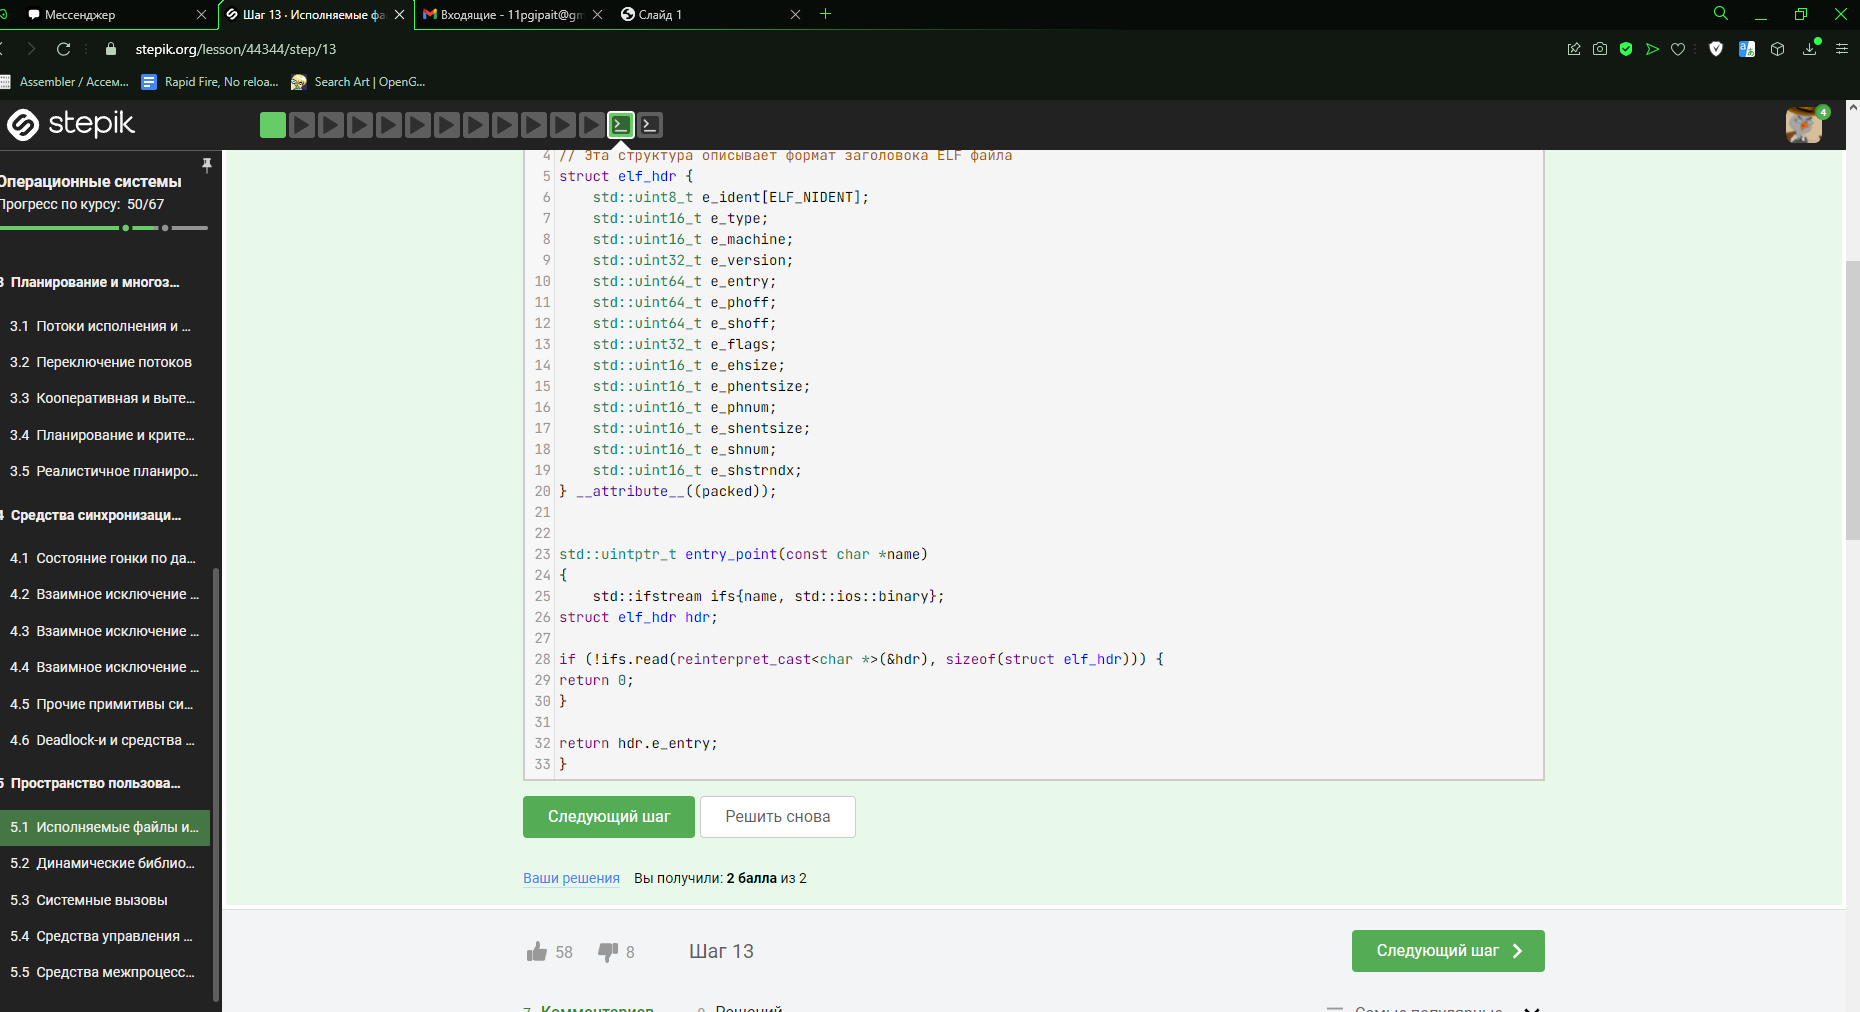 Мессенджер
Шаг 13 · Исполняемые фа
Входящие - 11pgipait@gm
Слайд 1
stepik.org/lesson/44344/step/13
Assembler / Ассем...
Rapid Fire, No reloa...
Search Art | OpenG...
stepik
4
Операционные системы
Прогресс по курсу: 50/67
3 Планирование и многоз...
3.1 Потоки исполнения и ...
3.2 Переключение потоков
3.3 Кооперативная и выте...
3.4 Планирование и крите...
3.5 Реалистичное планиро...
4 Средства синхронизаци...
4.1 Состояние гонки по да...
4.2 Взаимное исключение ...
4.3 Взаимное исключение ...
4.4 Взаимное исключение ...
4.5 Прочие примитивы си...
4.6 Deadlock-и и средства ...
5 Пространство пользова...
5.1 Исполняемые файлы и...
5.2 Динамические библио...
5.3 Системные вызовы
5.4 Средства управления ...
5.5 Средства межпроцесс...
4 // Эта структура описывает формат заголовока ELF файла
5 struct elf_hdr {
6 std::uint8_t e_ident[ELF_NIDENT];
7 std::uint16_t e_type;
8 std::uint16_t e_machine;
9 std::uint32_t e_version;
10 std::uint64_t e_entry;
11 std::uint64_t e_phoff;
12 std::uint64_t e_shoff;
13 std::uint32_t e_flags;
14 std::uint16_t e_ehsize;
15 std::uint16_t e_phentsize;
16 std::uint16_t e_phnum;
17 std::uint16_t e_shentsize;
18 std::uint16_t e_shnum;
19 std::uint16_t e_shstrndx;
20 } __attribute__((packed));
21
22
23 std::uintptr_t entry_point(const char *name)
24 {
25 std::ifstream ifs{name, std::ios::binary};
26 struct elf_hdr hdr;
27
28 if (!ifs.read(reinterpret_cast<char *>(&hdr), sizeof(struct elf_hdr))) {
29 return 0;
30 }
31
32 return hdr.e_entry;
33 }
Следующий шаг
Решить снова
Ваши решения Вы получили: 2 балла из 2
58
8
Шаг 13
Следующий шаг
7 Комментариев
0 Решений
Самые популярные